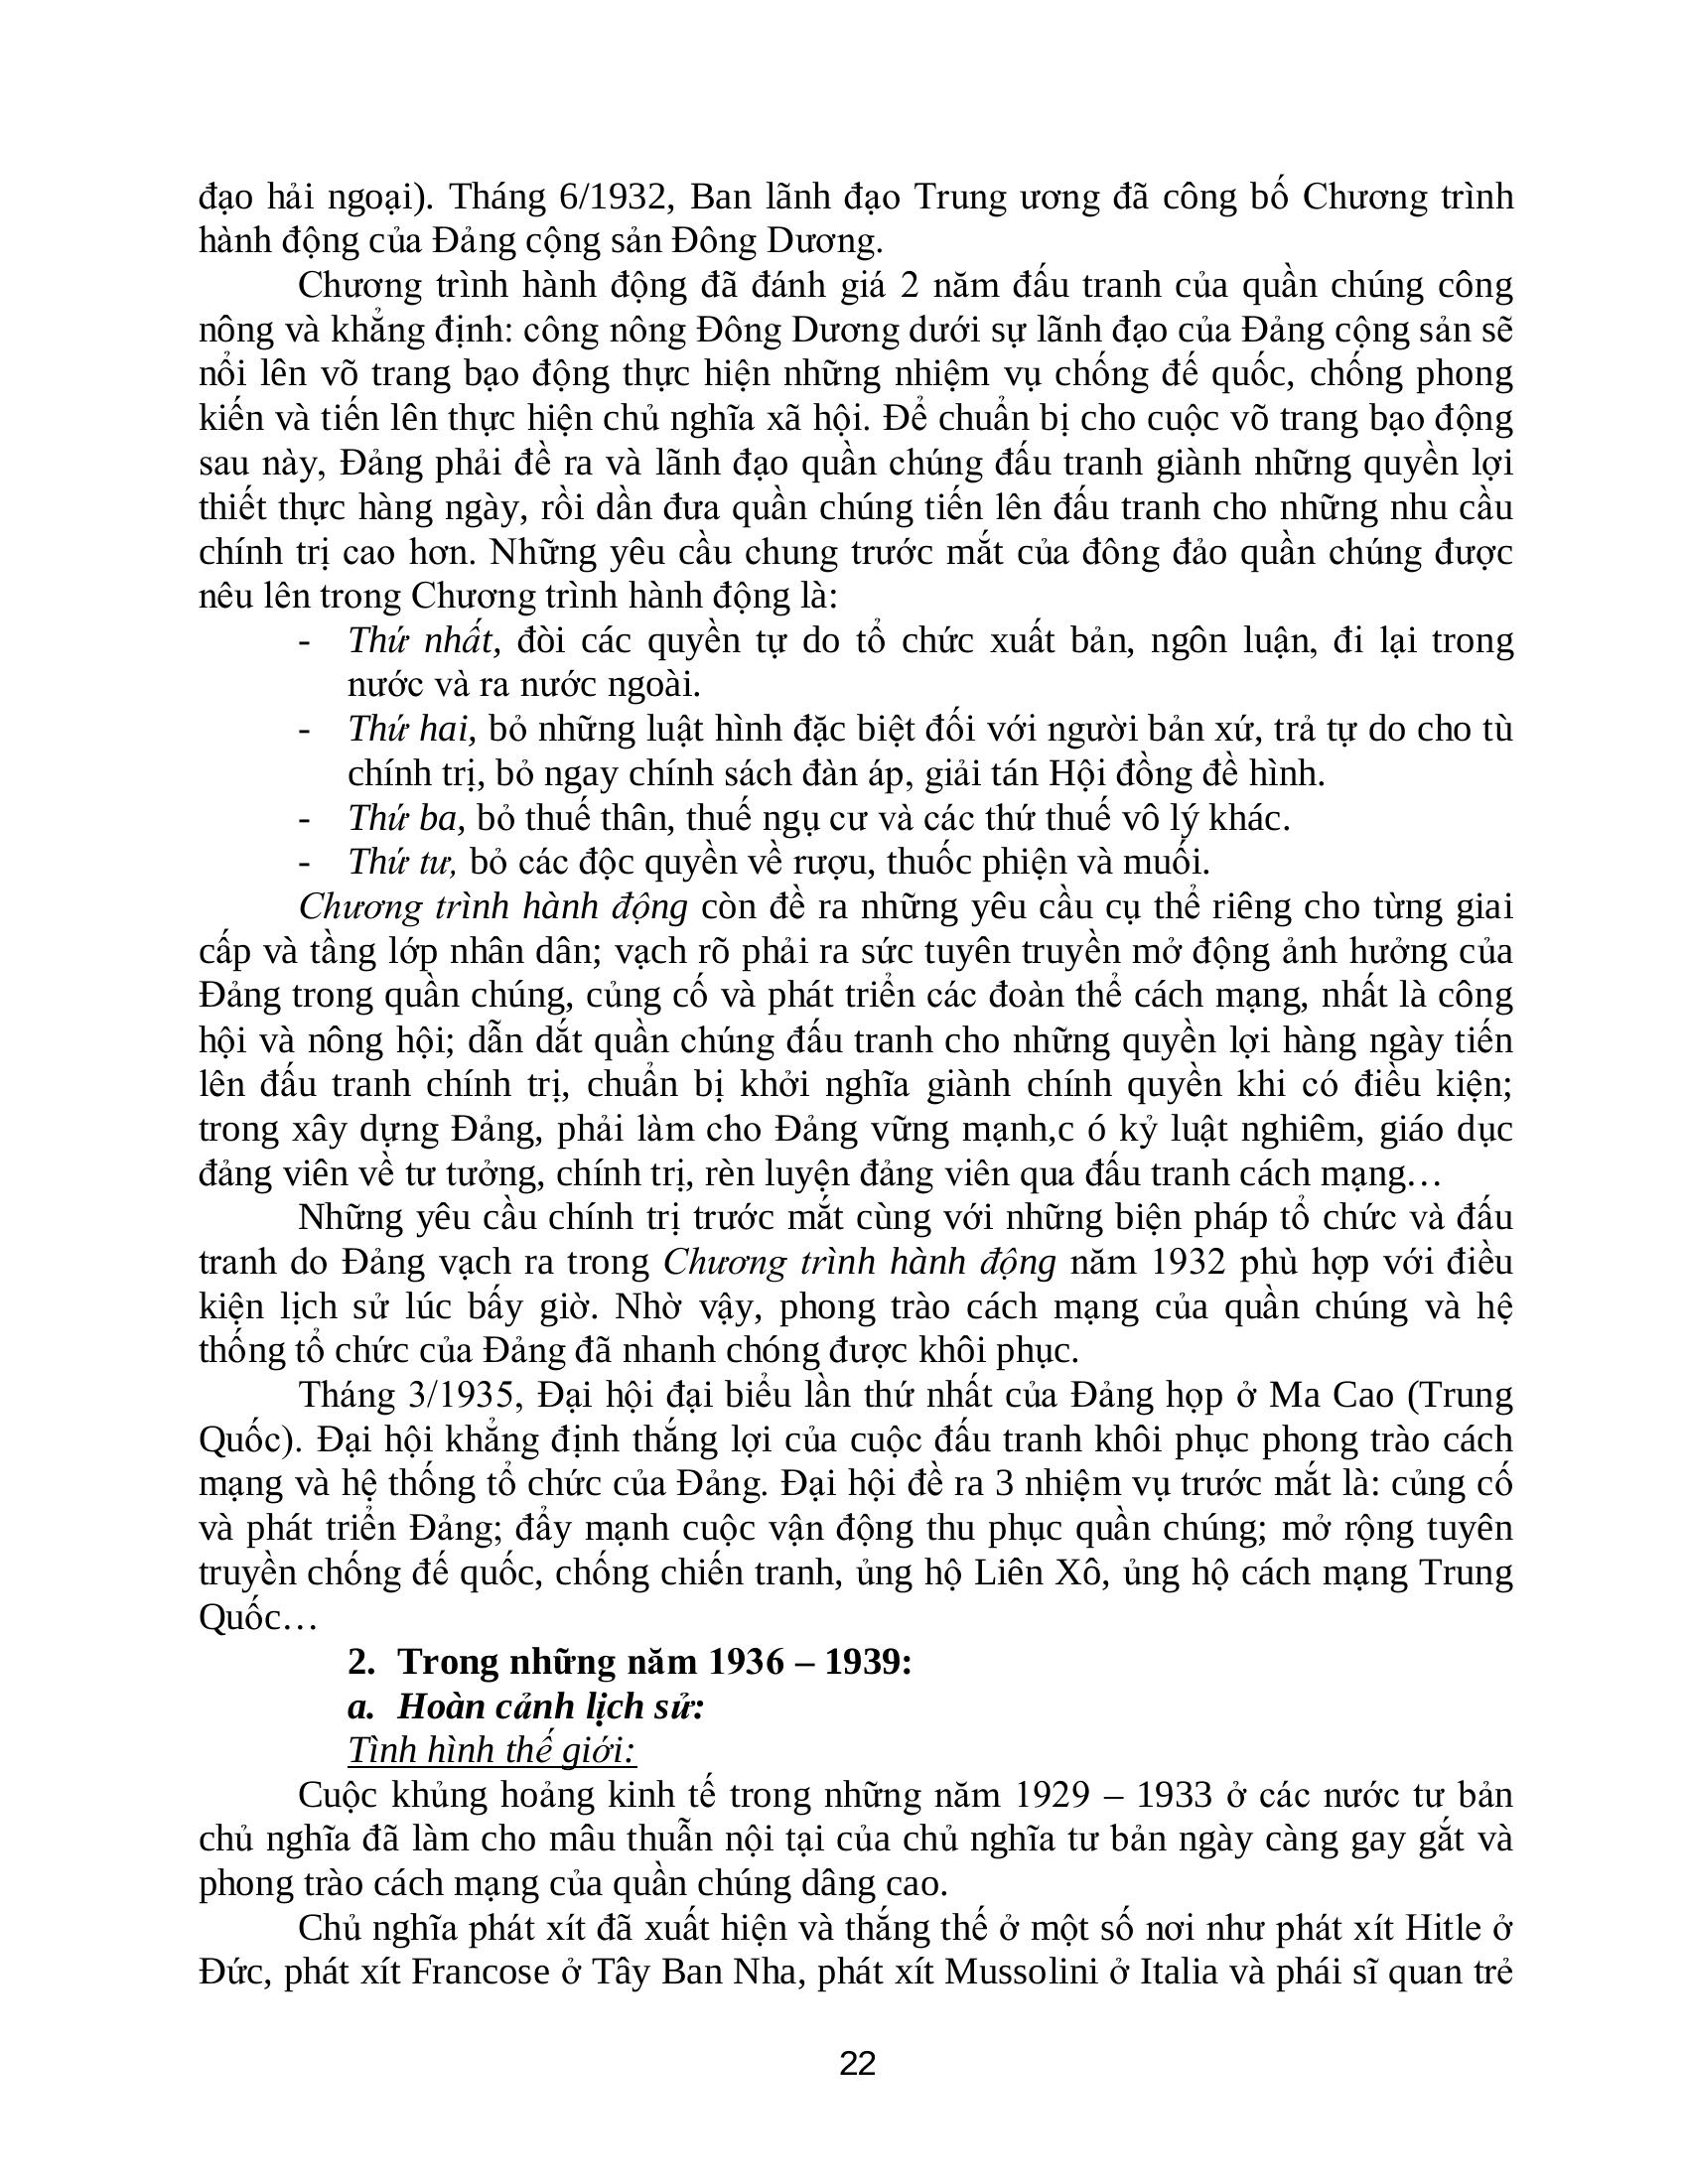 đạo hải ngoại). Tháng 6/1932, Ban lãnh đạo Trung ương đã công bố Chương trình
hành động của Đảng cộng sản Đông Dương.
Chương trình hành động đã đánh giá 2 năm đấu tranh của quần chúng công
nông và khẳng định: công nông Đông Dương dưới sự lãnh đạo của Đảng cộng sản sẽ
nổi lên võ trang bạo động thực hiện những nhiệm vụ chống đế quốc, chống phong
kiến và tiến lên thực hiện chủ nghĩa xã hội. Để chuẩn bị cho cuộc võ trang bạo động
sau này, Đảng phải đề ra và lãnh đạo quần chúng đấu tranh giành những quyền lợi
thiết thực hàng ngày, rồi dần đưa quần chúng tiến lên đấu tranh cho những nhu cầu
chính trị cao hơn. Những yêu cầu chung trước mắt của đông đảo quần chúng được
nêu lên trong Chương trình hành động là:
- Thứ nhất, đòi các quyền tự do tổ chức xuất bản, ngôn luận, đi lại trong
nước và ra nước ngoài.
- Thứ hai, bỏ những luật hình đặc biệt đối với người bản xứ, trả tự do cho tù
chính trị, bỏ ngay chính sách đàn áp, giải tán Hội đồng đề hình.
- Thứ ba, bỏ thuế thân, thuế ngụ cư và các thứ thuế vô lý khác.
- Thứ tư, bỏ các độc quyền về rượu, thuốc phiện và muối.
Chương trình hành động còn đề ra những yêu cầu cụ thể riêng cho từng giai
cấp và tầng lớp nhân dân; vạch rõ phải ra sức tuyên truyền mở động ảnh hưởng của
Đảng trong quần chúng, củng cố và phát triển các đoàn thể cách mạng, nhất là công
hội và nông hội; dẫn dắt quần chúng đấu tranh cho những quyền lợi hàng ngày tiến
lên đấu tranh chính trị, chuẩn bị khởi nghĩa giành chính quyền khi có điều kiện;
trong xây dựng Đảng, phải làm cho Đảng vững mạnh,c ó kỷ luật nghiêm, giáo dục
đảng viên về tư tưởng, chính trị, rèn luyện đảng viên qua đấu tranh cách mạng…
Những yêu cầu chính trị trước mắt cùng với những biện pháp tổ chức và đấu
tranh do Đảng vạch ra trong Chương trình hành động năm 1932 phù hợp với điều
kiện lịch sử lúc bấy giờ. Nhờ vậy, phong trào cách mạng của quần chúng và hệ
thống tổ chức của Đảng đã nhanh chóng được khôi phục.
Tháng 3/1935, Đại hội đại biểu lần thứ nhất của Đảng họp ở Ma Cao (Trung
Quốc). Đại hội khẳng định thắng lợi của cuộc đấu tranh khôi phục phong trào cách
mạng và hệ thống tổ chức của Đảng. Đại hội đề ra 3 nhiệm vụ trước mắt là: củng cố
và phát triển Đảng; đẩy mạnh cuộc vận động thu phục quần chúng; mở rộng tuyên
truyền chống đế quốc, chống chiến tranh, ủng hộ Liên Xô, ủng hộ cách mạng Trung
Quốc…
2. Trong những năm 1936 – 1939:
a. Hoàn cảnh lịch sử:
Tình hình thế giới:
Cuộc khủng hoảng kinh tế trong những năm 1929 – 1933 ở các nước tư bản
chủ nghĩa đã làm cho mâu thuẫn nội tại của chủ nghĩa tư bản ngày càng gay gắt và
phong trào cách mạng của quần chúng dâng cao.
Chủ nghĩa phát xít đã xuất hiện và thắng thế ở một số nơi như phát xít Hitle ở
Đức, phát xít Francose ở Tây Ban Nha, phát xít Mussolini ở Italia và phái sĩ quan trẻ
22